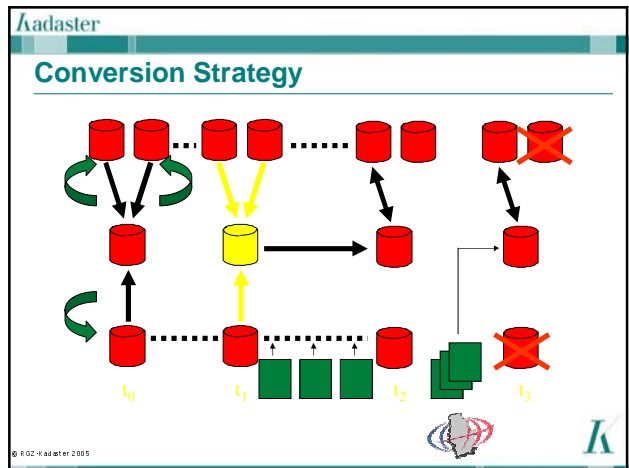 Kadaster
Conversion Strategy
t0 t1 t2 t3
© RGZ-Kadaster 2005
K